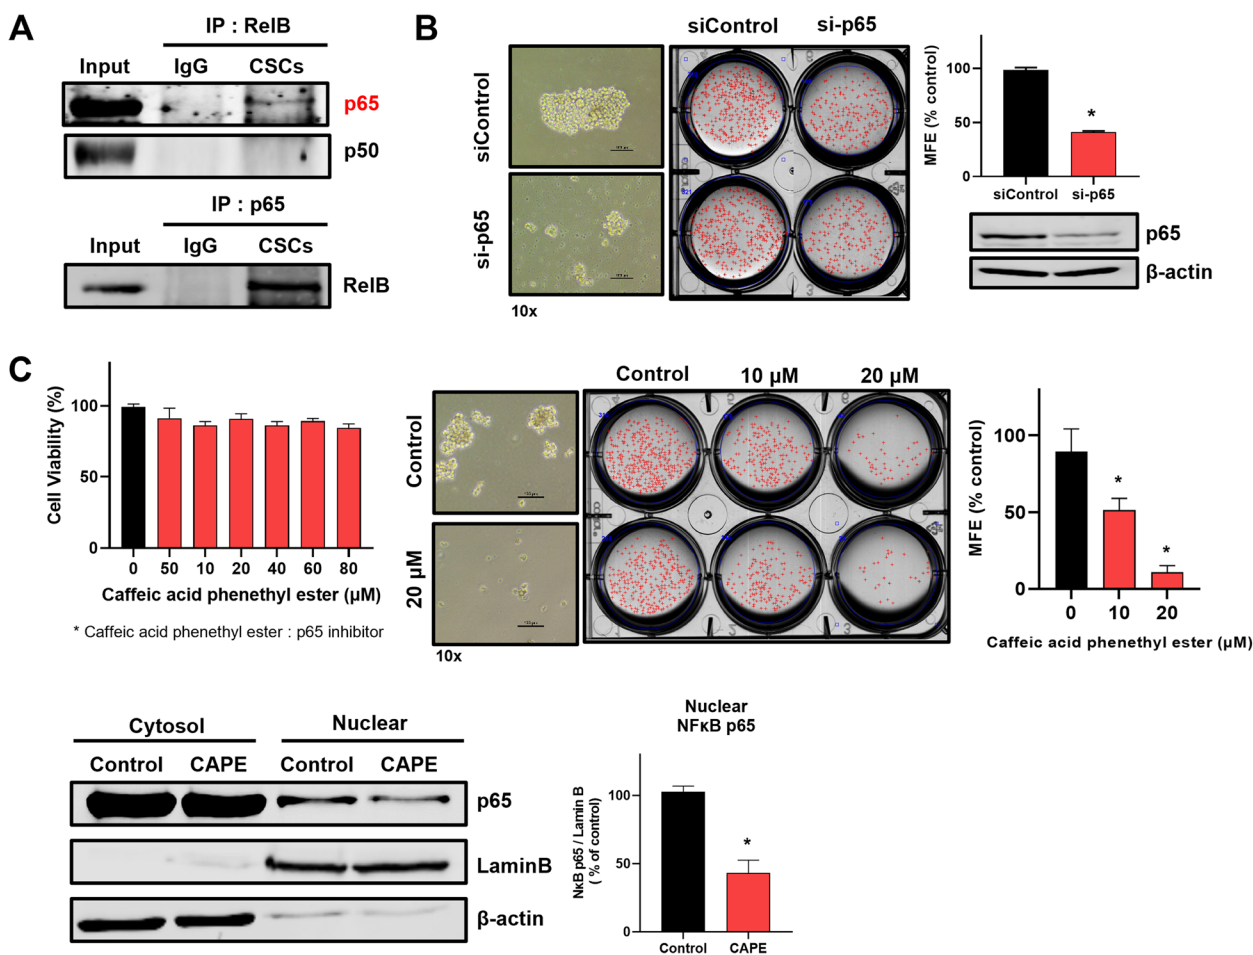 A
IP : RelB
Input IgG CSCs
p65
p50
IP : p65
Input IgG CSCs
RelB
B
siControl si-p65
siControl
si-p65
10x
MFE (% control)
100
50
0
*
siControl si-p65
p65
β-actin
C
Cell Viability (%)
100
50
0
0 50 10 20 40 60 80
Caffeic acid phenethyl ester (µM)
* Caffeic acid phenethyl ester : p65 inhibitor
Control 10 µM 20 µM
Control
20 µM
10x
MFE (% control)
100
50
0
*
*
0 10 20
Caffeic acid phenethyl ester (µM)
Cytosol Nuclear
Control CAPE Control CAPE
p65
LaminB
β-actin
Nuclear
NFκB p65
NκB p65 / Lamin B
( % of control)
100
50
0
*
Control CAPE